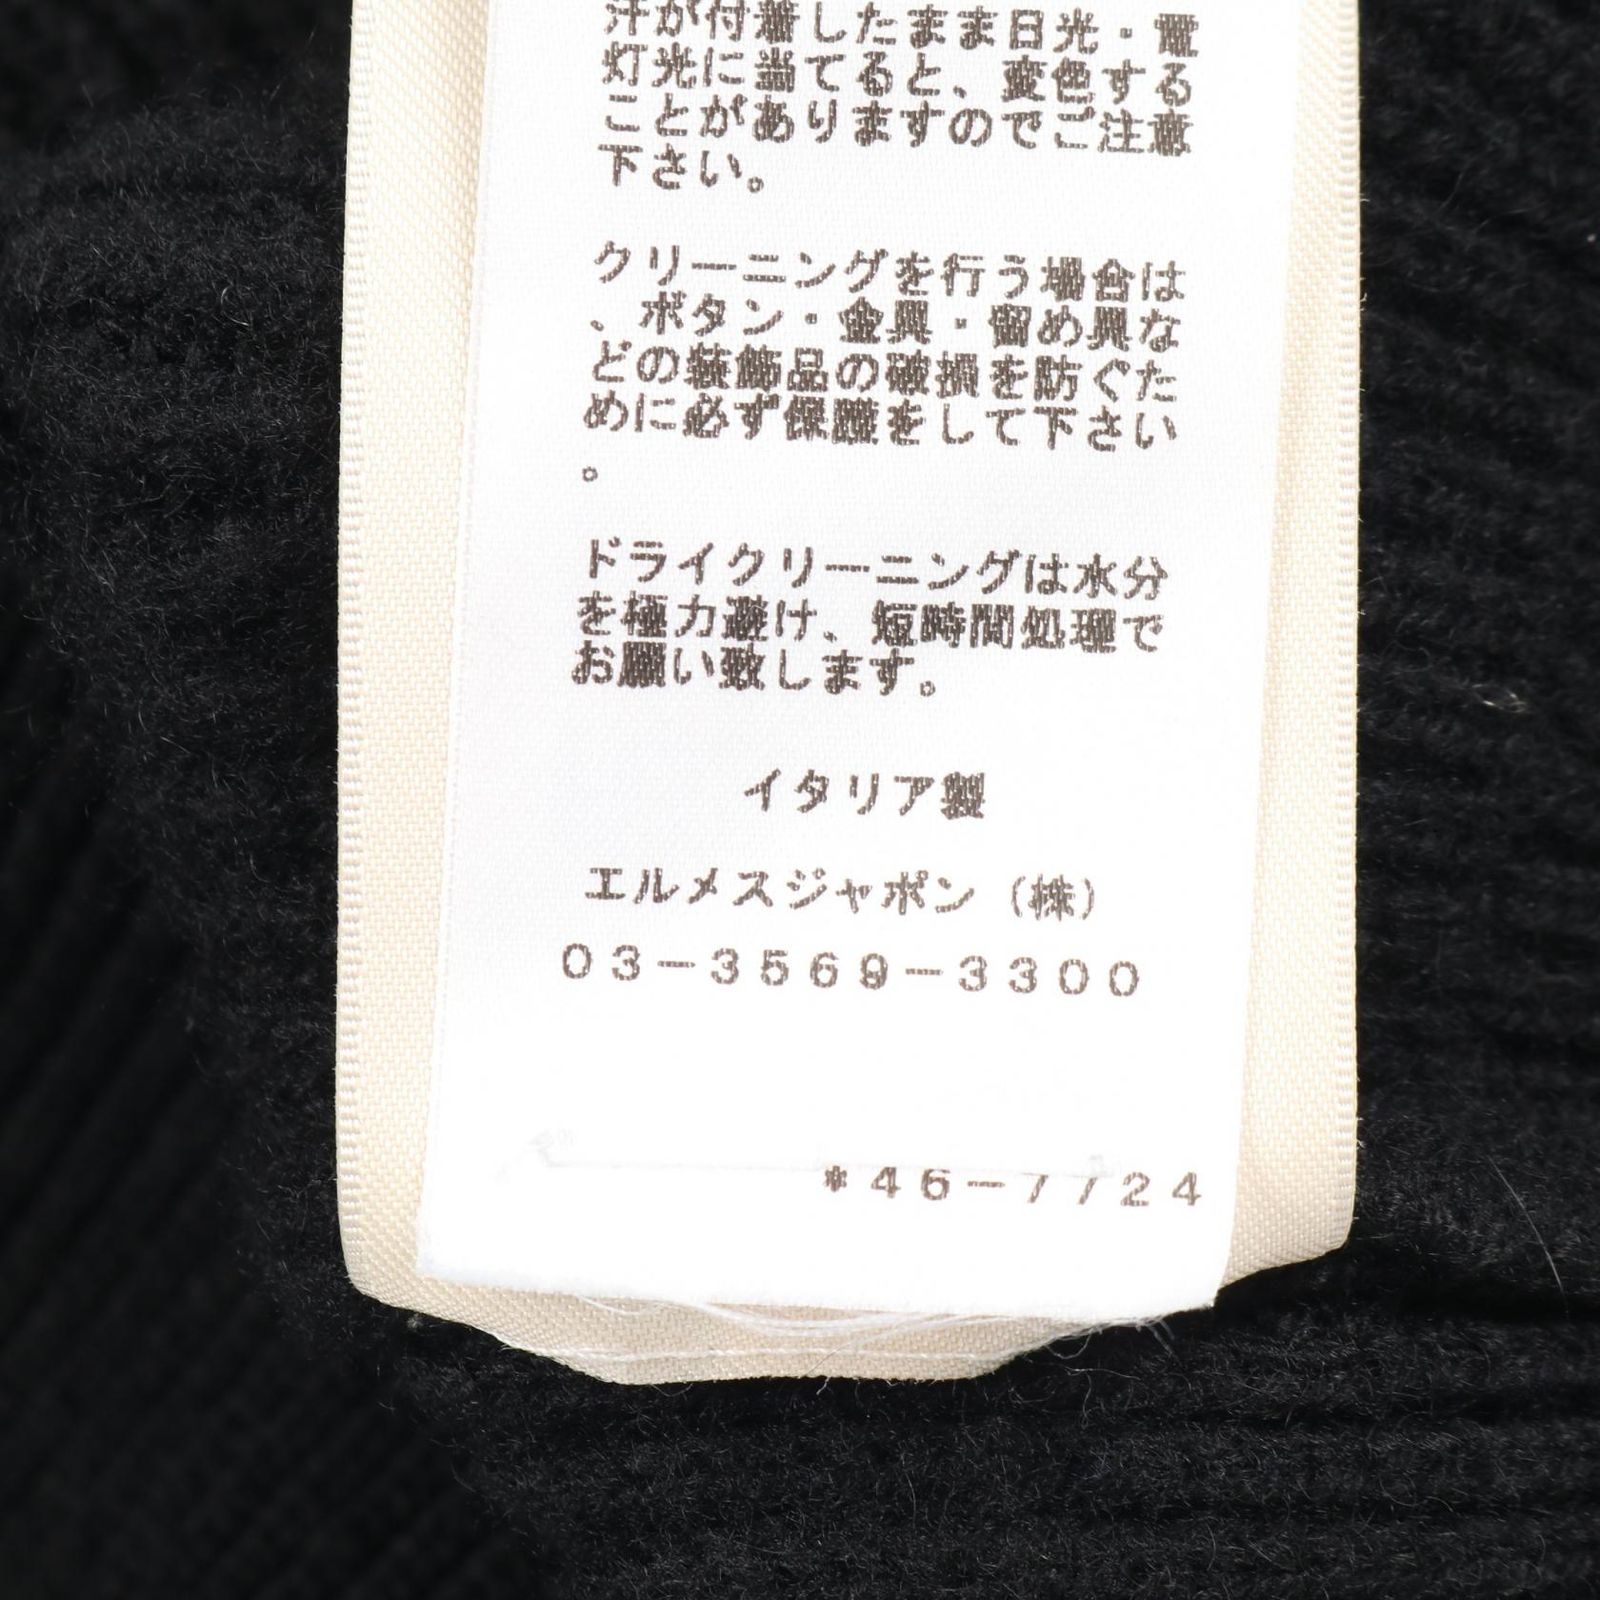 汗が付着したまま日光・電
灯光に当てると、変色する
ことがありますのでご注意
下さい。
クリーニングを行う場合は
、ボタン・金具・留め具な
どの装飾品の破損を防ぐた
めに必ず保護をして下さい
。
ドライクリーニングは水分
を極力避け、短時間処理で
お願い致します。
イタリア製
エルメスジャポン（株）
03-3569-3300
*46-7724